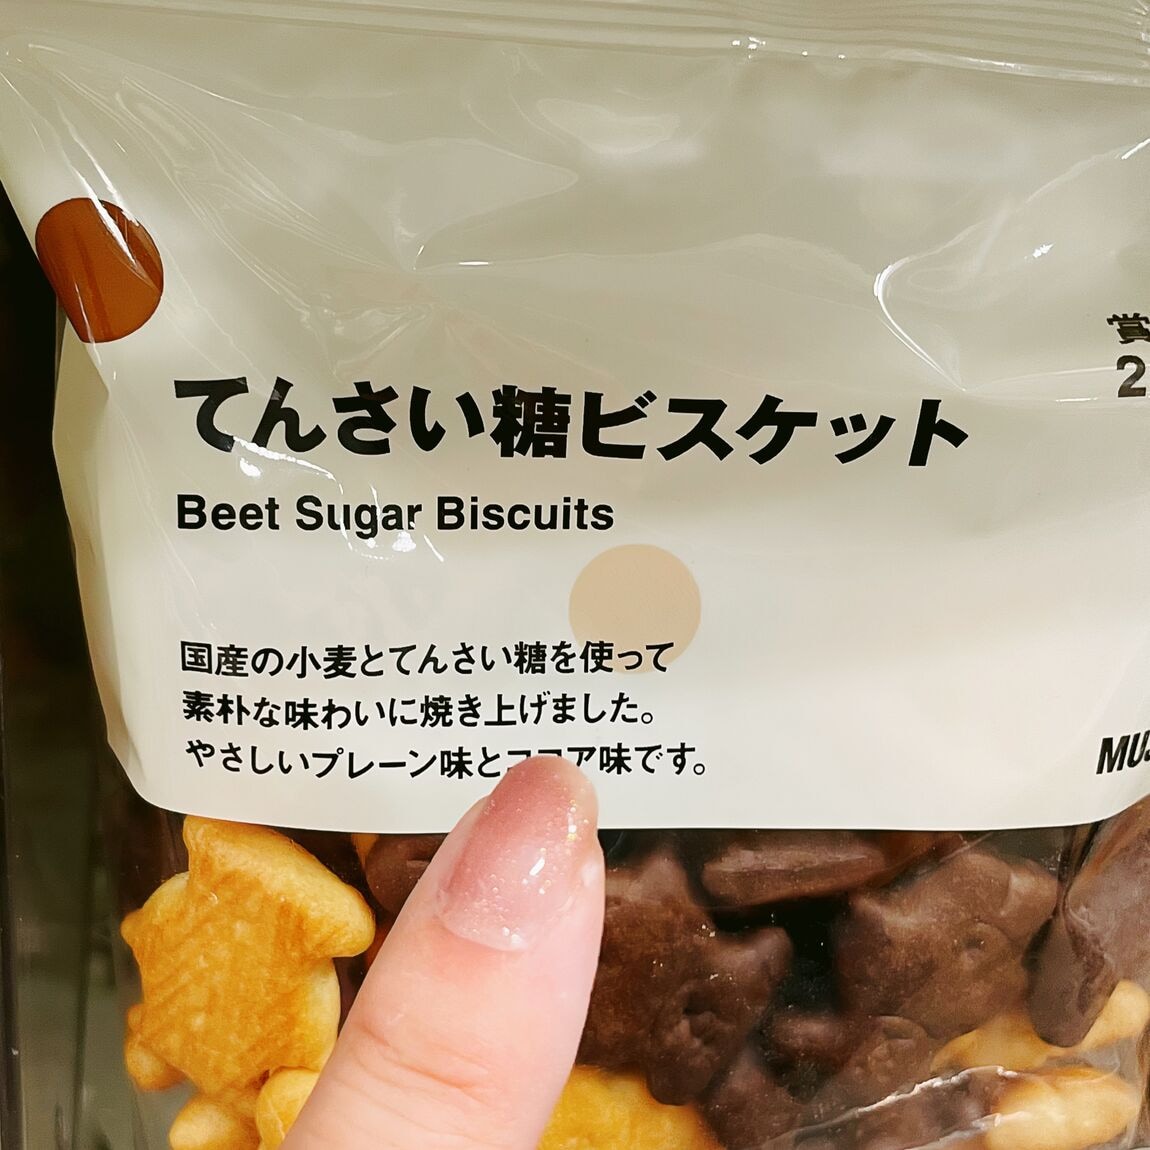 賞
2
てんさい糖ビスケット
Beet Sugar Biscuits
国産の小麦とてんさい糖を使って
素朴な味わいに焼き上げました。
やさしいプレーン味とココア味です。
MUJ